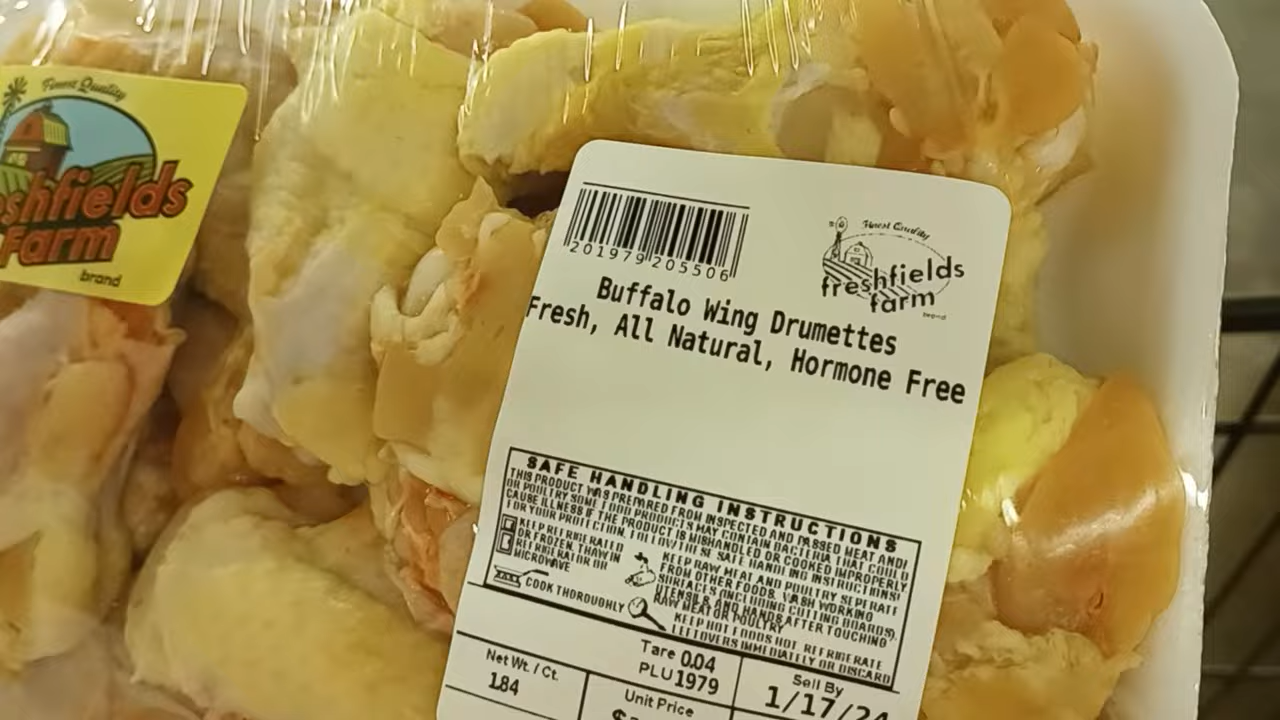 Finest Quality
shfields
Farm
brand
201979 205506
Finest Quality
freshfields
farm
brand
Buffalo Wing Drumettes
Fresh, All Natural, Hormone Free
SAFE HANDLING INSTRUCTIONS
THIS PRODUCT WAS PREPARED FROM INSPECTED AND PASSED MEAT AND/
OR POULTRY. SOME FOOD PRODUCTS MAY CONTAIN BACTERIA THAT COULD
CAUSE ILLNESS IF THE PRODUCT IS MISHANDLED OR COOKED IMPROPERLY.
FOR YOUR PROTECTION, FOLLOW THESE SAFE HANDLING INSTRUCTIONS:
KEEP REFRIGERATED
OR FROZEN. THAW IN
REFRIGERATOR OR
MICROWAVE
COOK THOROUGHLY
KEEP RAW MEAT AND POULTRY SEPERATE
FROM OTHER FOODS. WASH WORKING
SURFACES (INCLUDING CUTTING BOARDS),
UTENSILS, AND HANDS AFTER TOUCHING
RAW MEAT OR POULTRY
KEEP HOT FOODS HOT. REFRIGERATE
LEFTOVERS IMMEDIATELY OR DISCARD
Tare 0.04
PLU 1979
Net Wt. / Ct.
1.84
Unit Price
Sell By
1/17/24